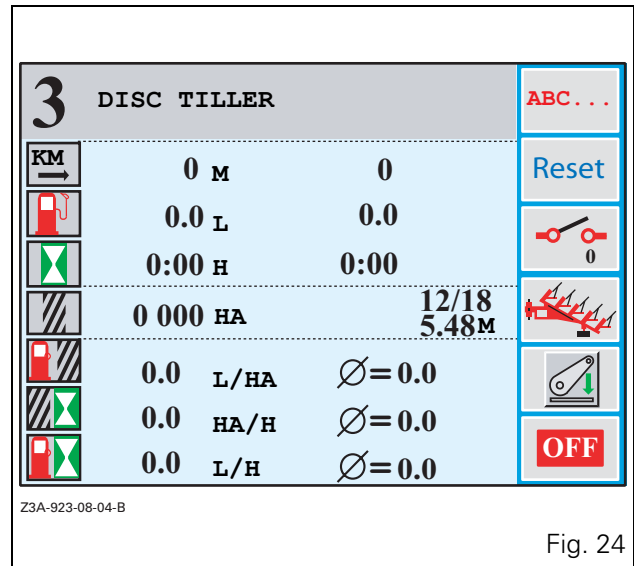 3 DISC TILLER ABC...
KM 0 M 0 Reset
0.0 L 0.0
0:00 H 0:00 0
0 000 HA 12/18
5.48M
0.0 L/HA Ø=0.0
0.0 HA/H Ø=0.0
0.0 L/H Ø=0.0 OFF
Z3A-923-08-04-B
Fig. 24